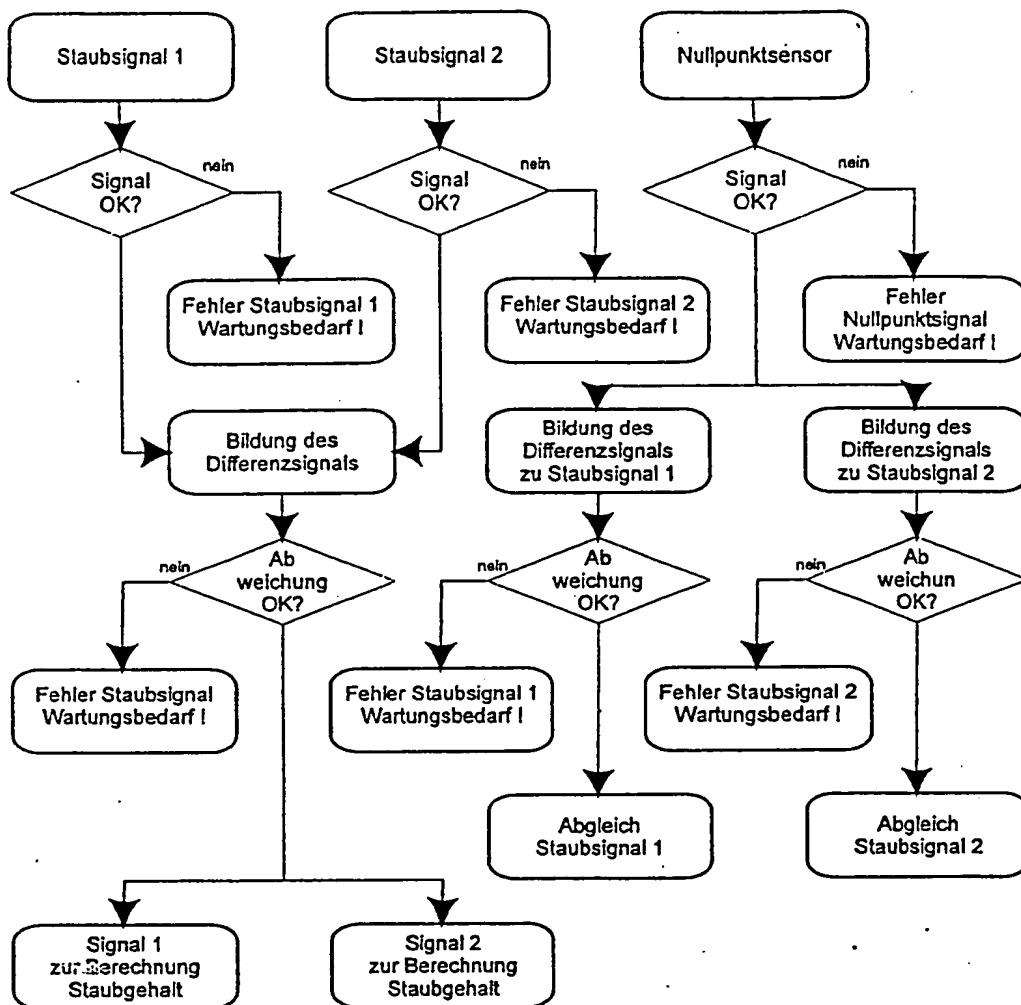 Staubsignal 1
Staubsignal 2
Nullpunktsensor
nein
nein
nein
Signal
OK?
Signal
OK?
Signal
OK?
Fehler Staubsignal 1
Wartungsbedarf !
Fehler Staubsignal 2
Wartungsbedarf !
Fehler
Nullpunktsignal
Wartungsbedarf !
Bildung des
Differenzsignals
Bildung des
Differenzsignals
zu Staubsignal 1
Bildung des
Differenzsignals
zu Staubsignal 2
nein
Ab
weichung
OK?
nein
Ab
weichung
OK?
nein
Ab
weichun
OK?
Fehler Staubsignal
Wartungsbedarf !
Fehler Staubsignal 1
Wartungsbedarf !
Fehler Staubsignal 2
Wartungsbedarf !
Abgleich
Staubsignal 1
Abgleich
Staubsignal 2
Signal 1
zur Berechnung
Staubgehalt
Signal 2
zur Berechnung
Staubgehalt